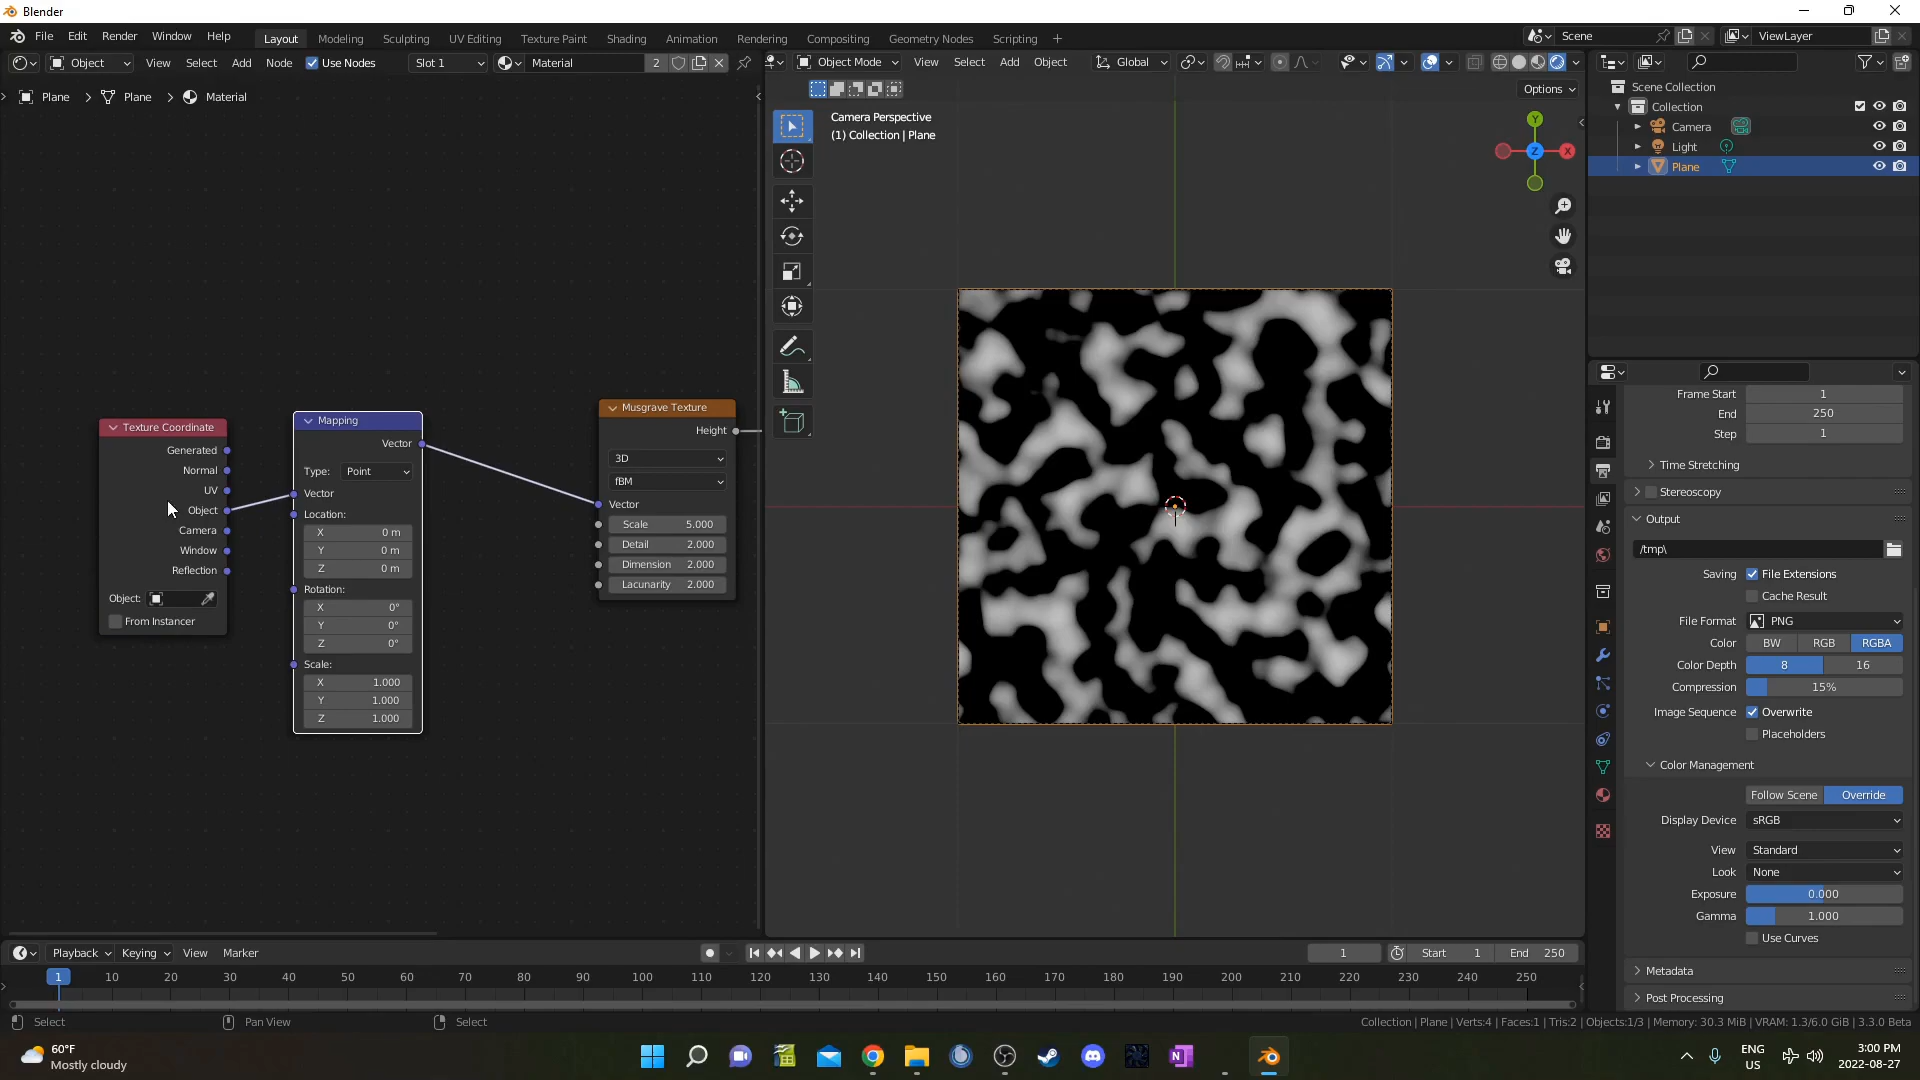 Blender
File Edit Render Window Help Layout Modeling Sculpting UV Editing Texture Paint Shading Animation Rendering Compositing Geometry Nodes Scripting + Scene ViewLayer
Object View Select Add Node Use Nodes Slot 1 Material 2
Plane > Plane > Material
Object Mode View Select Add Object Global
Options
Camera Perspective
(1) Collection | Plane
Y
Z
X
Texture Coordinate
Generated
Normal
UV
Object
Camera
Window
Reflection
Object:
From Instancer
Mapping
Vector
Type: Point
Vector
Location:
X 0 m
Y 0 m
Z 0 m
Rotation:
X 0°
Y 0°
Z 0°
Scale:
X 1.000
Y 1.000
Z 1.000
Musgrave Texture
Height
3D
fBM
Vector
Scale 5.000
Detail 2.000
Dimension 2.000
Lacunarity 2.000
Scene Collection
Collection
Camera
Light
Plane
Frame Start 1
End 250
Step 1
Time Stretching
Stereoscopy
Output
/tmp\
Saving File Extensions
Cache Result
File Format PNG
Color BW RGB RGBA
Color Depth 8 16
Compression 15%
Image Sequence Overwrite
Placeholders
Color Management
Follow Scene Override
Display Device sRGB
View Standard
Look None
Exposure 0.000
Gamma 1.000
Use Curves
Metadata
Post Processing
Playback Keying View Marker 1 Start 1 End 250
1 10 20 30 40 50 60 70 80 90 100 110 120 130 140 150 160 170 180 190 200 210 220 230 240 250
Select Pan View Select Collection | Plane | Verts:4 | Faces:1 | Tris:2 | Objects:1/3 | Memory: 30.3 MiB | VRAM: 1.3/6.0 GiB | 3.3.0 Beta
60°F
Mostly cloudy
ENG
US
3:00 PM
2022-08-27